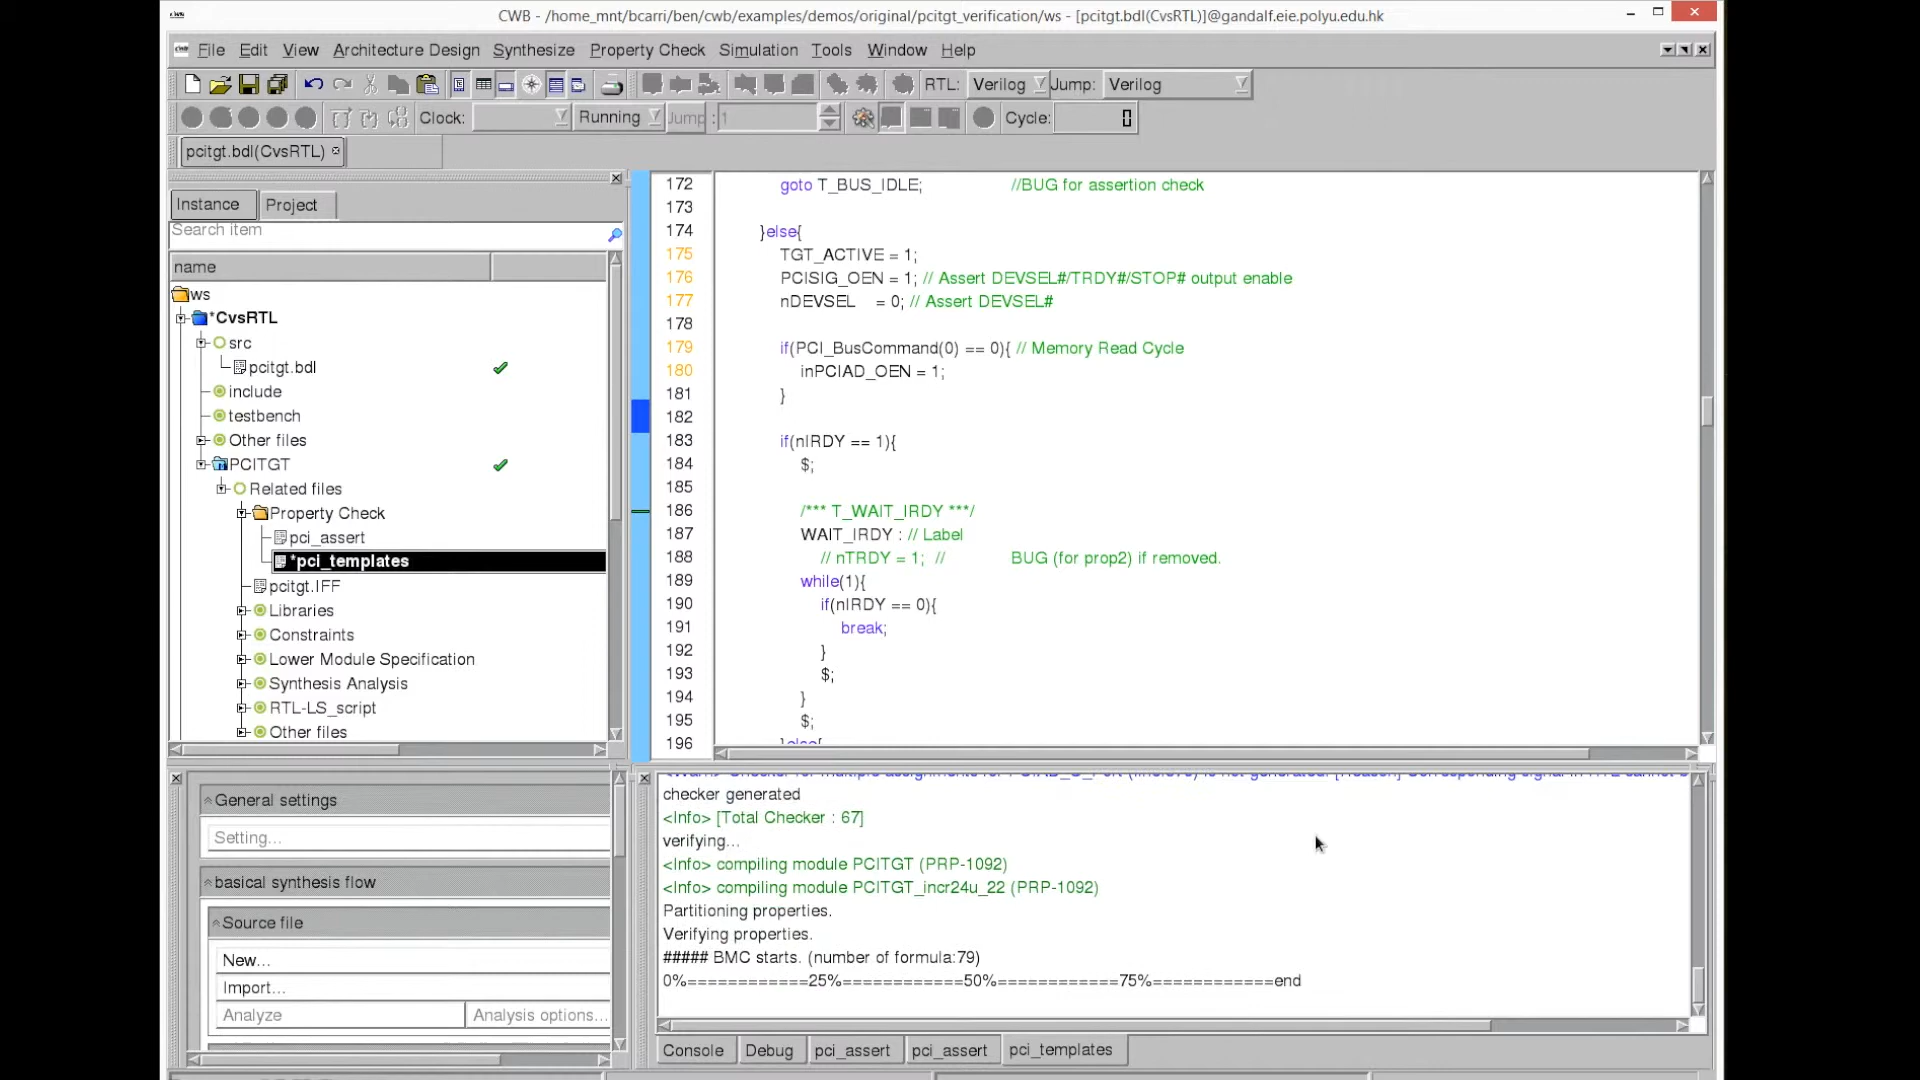 CWB - /home_mnt/bcarri/ben/cwb/examples/demos/original/pcitgt_verification/ws - [pcitgt.bdl(CvsRTL)]@gandalf.eie.polyu.edu.hk
File Edit View Architecture Design Synthesize Property Check Simulation Tools Window Help
RTL: Verilog Jump: Verilog
Clock: Running Jump : 1 Cycle: 0
pcitgt.bdl(CvsRTL)
Instance Project
Search item
name
ws
*CvsRTL
src
pcitgt.bdl
include
testbench
Other files
PCITGT
Related files
Property Check
pci_assert
*pci_templates
pcitgt.IFF
Libraries
Constraints
Lower Module Specification
Synthesis Analysis
RTL-LS_script
Other files
172 goto T_BUS_IDLE; //BUG for assertion check
173
174 }else{
175 TGT_ACTIVE = 1;
176 PCISIG_OEN = 1; // Assert DEVSEL#/TRDY#/STOP# output enable
177 nDEVSEL = 0; // Assert DEVSEL#
178
179 if(PCI_BusCommand(0) == 0){ // Memory Read Cycle
180 inPCIAD_OEN = 1;
181 }
182
183 if(nIRDY == 1){
184 $;
185
186 /*** T_WAIT_IRDY ***/
187 WAIT_IRDY : // Label
188 // nTRDY = 1; // BUG (for prop2) if removed.
189 while(1){
190 if(nIRDY == 0){
191 break;
192 }
193 $;
194 }
195 $;
196 }else{
General settings
Setting...
basical synthesis flow
Source file
New...
Import...
Analyze Analysis options...
checker generated
<Info> [Total Checker : 67]
verifying...
<Info> compiling module PCITGT (PRP-1092)
<Info> compiling module PCITGT_incr24u_22 (PRP-1092)
Partitioning properties.
Verifying properties.
##### BMC starts. (number of formula:79)
0%============25%============50%============75%============end
Console Debug pci_assert pci_assert pci_templates